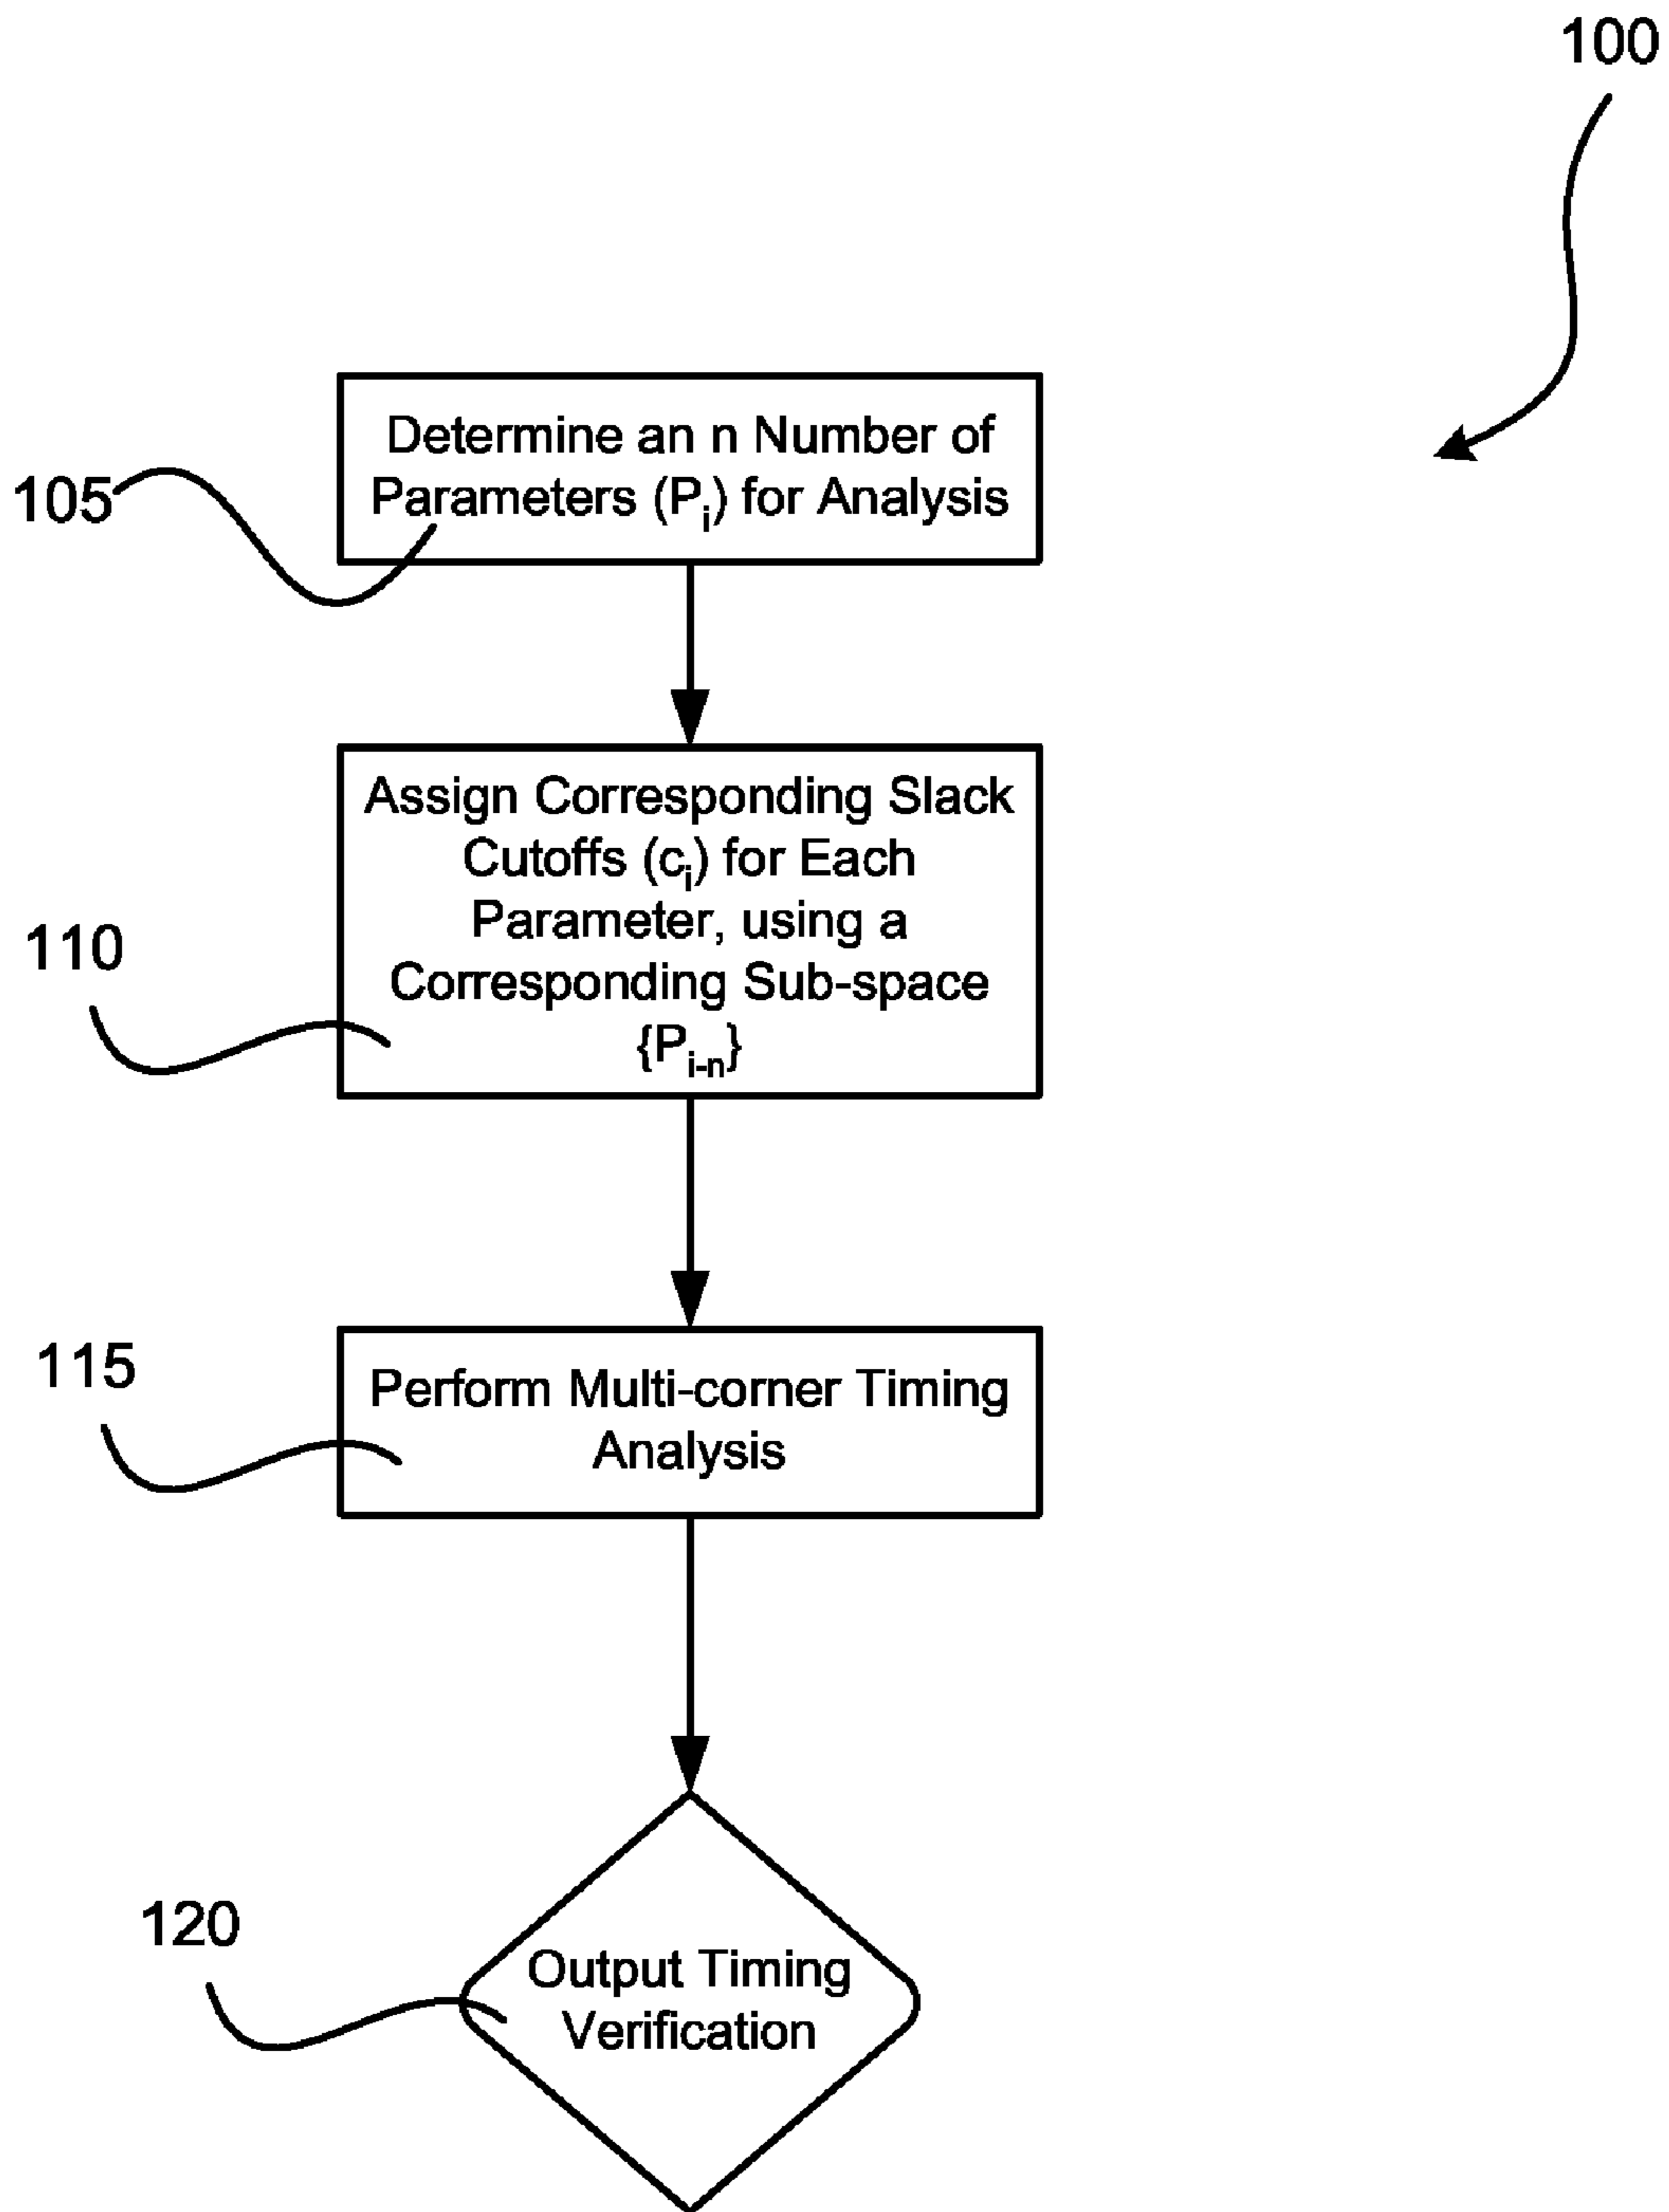 100
Determine an n Number of
Parameters (Pi) for Analysis
105
Assign Corresponding Slack
Cutoffs (ci) for Each
Parameter, using a
Corresponding Sub-space
{Pi-n}
110
115
Perform Multi-corner Timing
Analysis
120
Output Timing
Verification